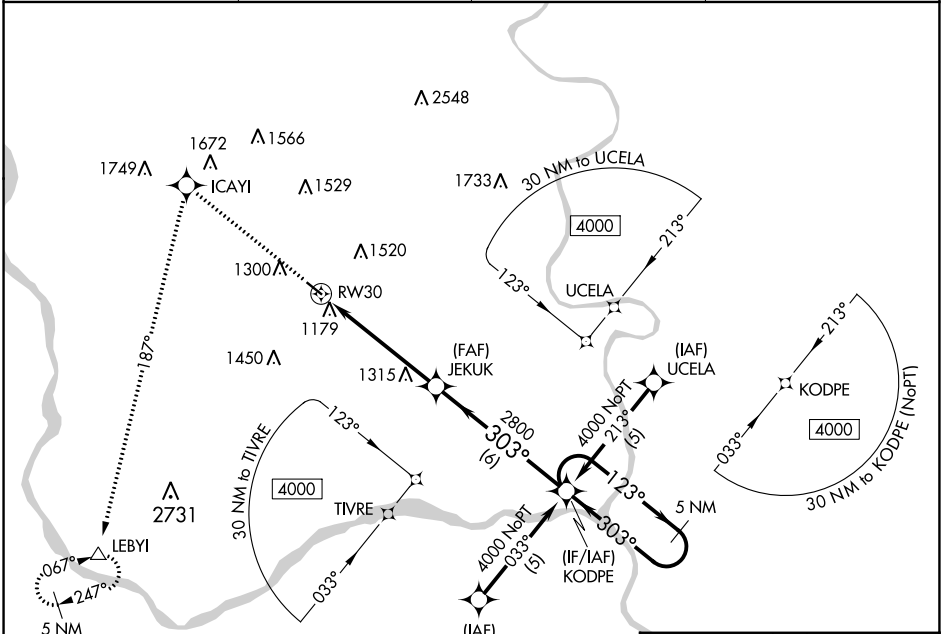 2548
1566
1672
1749
ICAYI
1529
1733
30 NM to UCELA
4000
213°
123°
UCELA
1520
1300
RW30
1179
187°
1450
1315
(FAF)
JEKUK
(IAF)
UCELA
4000 NoPT
213°
(5)
213°
KODPE
4000
033°
30 NM to KODPE (NoPT)
2800
303°
(6)
30 NM to TIVRE
123°
4000
TIVRE
033°
123°
5 NM
303°
(IF/IAF)
KODPE
4000 NoPT
033°
(5)
2731
LEBYI
067°
247°
5 NM
(IAF)